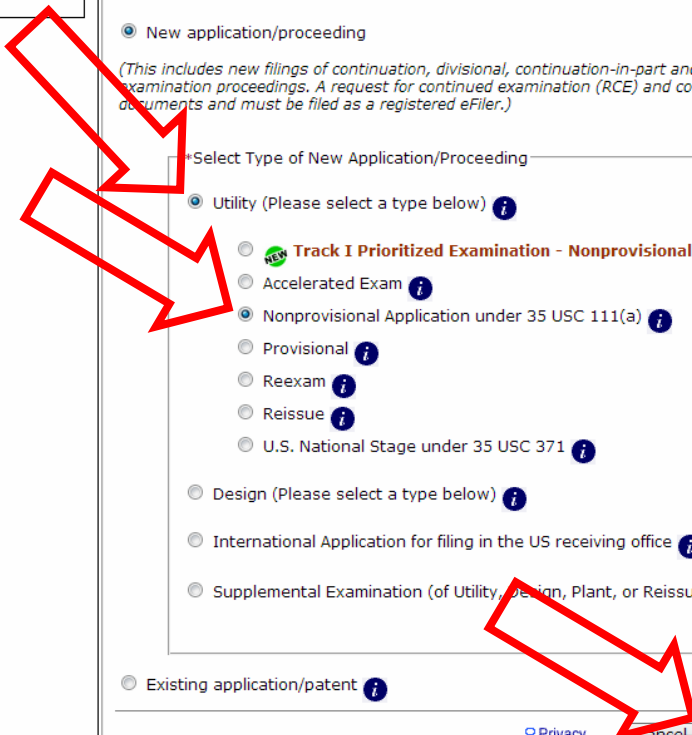 New application/proceeding
(This includes new filings of continuation, divisional, continuation-in-part and
examination proceedings. A request for continued examination (RCE) and co
documents and must be filed as a registered eFiler.)
*Select Type of New Application/Proceeding
Utility (Please select a type below) i
NEW Track I Prioritized Examination - Nonprovisional
Accelerated Exam i
Nonprovisional Application under 35 USC 111(a) i
Provisional i
Reexam i
Reissue i
U.S. National Stage under 35 USC 371 i
Design (Please select a type below) i
International Application for filing in the US receiving office i
Supplemental Examination (of Utility, Design, Plant, or Reissu
Existing application/patent i
Privacy ncel